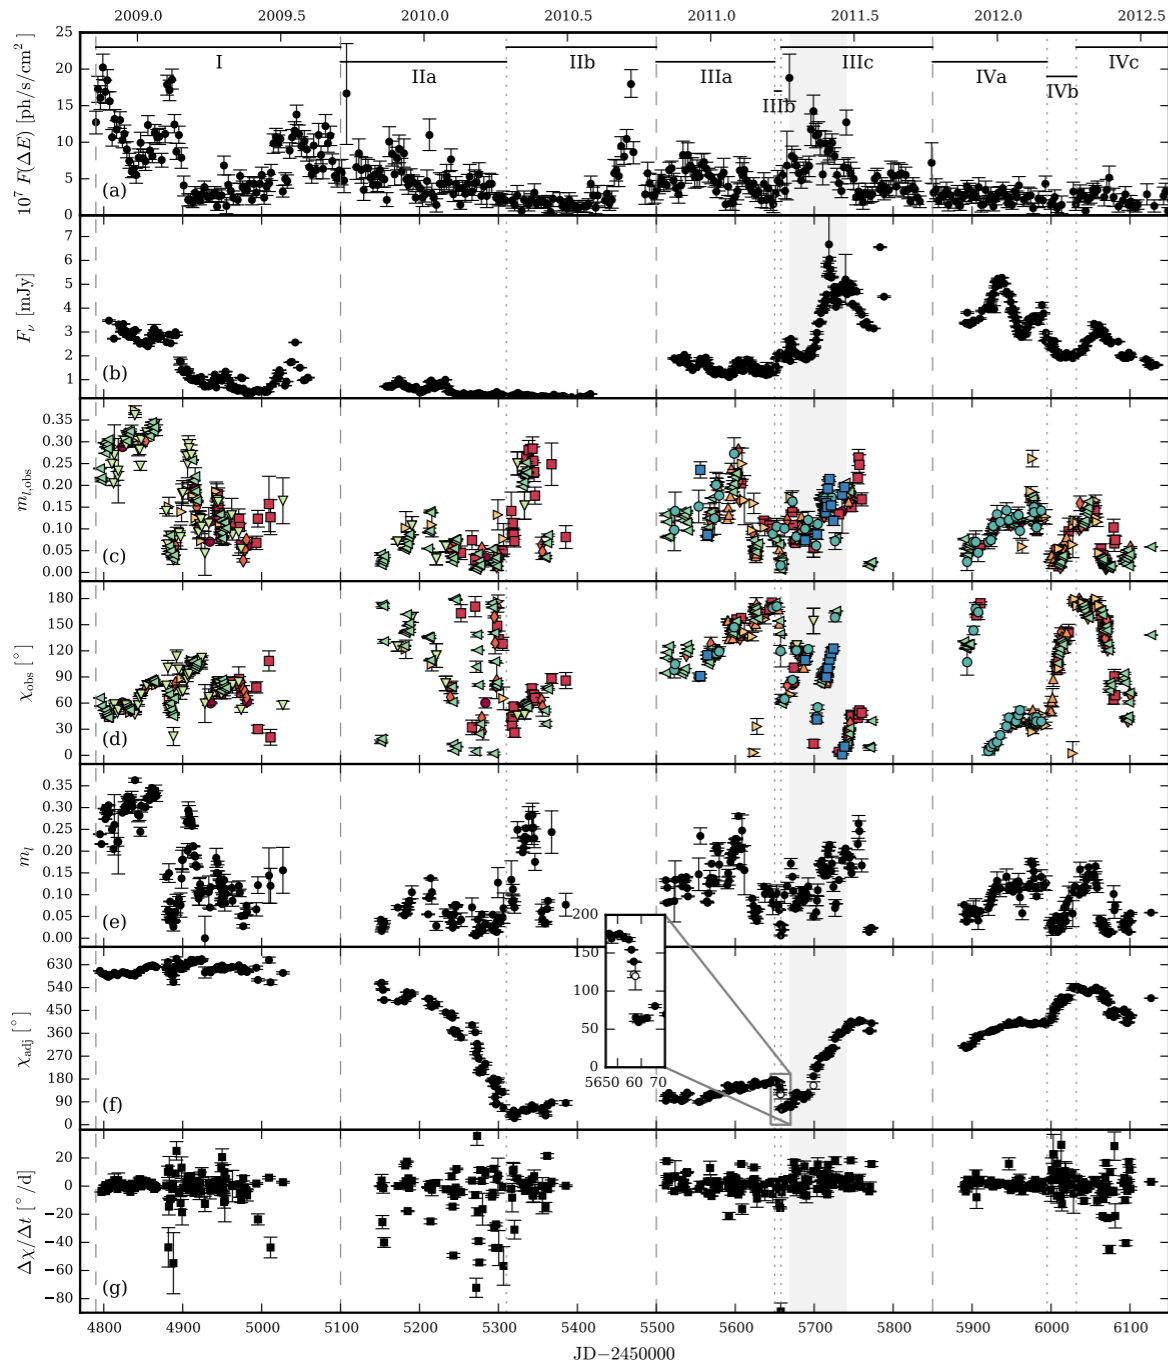 2009.0 2009.5 2010.0 2010.5 2011.0 2011.5 2012.0 2012.5
25
20
15
10
5
0
10⁷ F(ΔE) [ph/s/cm²]
I IIa IIb IIIa IIIb IIIc IVa IVb IVc
(a)
7
6
5
4
3
2
1
F_ν [mJy]
(b)
0.35
0.30
0.25
0.20
0.15
0.10
0.05
0.00
m_l,obs
(c)
180
150
120
90
60
30
0
χ_obs [°]
(d)
0.35
0.30
0.25
0.20
0.15
0.10
0.05
0.00
m_l
(e)
200
150
100
50
0
5650 60 70
630
540
450
360
270
180
90
0
χ_adj [°]
(f)
20
0
−20
−40
−60
−80
Δχ/Δt [°/d]
(g)
4800 4900 5000 5100 5200 5300 5400 5500 5600 5700 5800 5900 6000 6100
JD−2450000